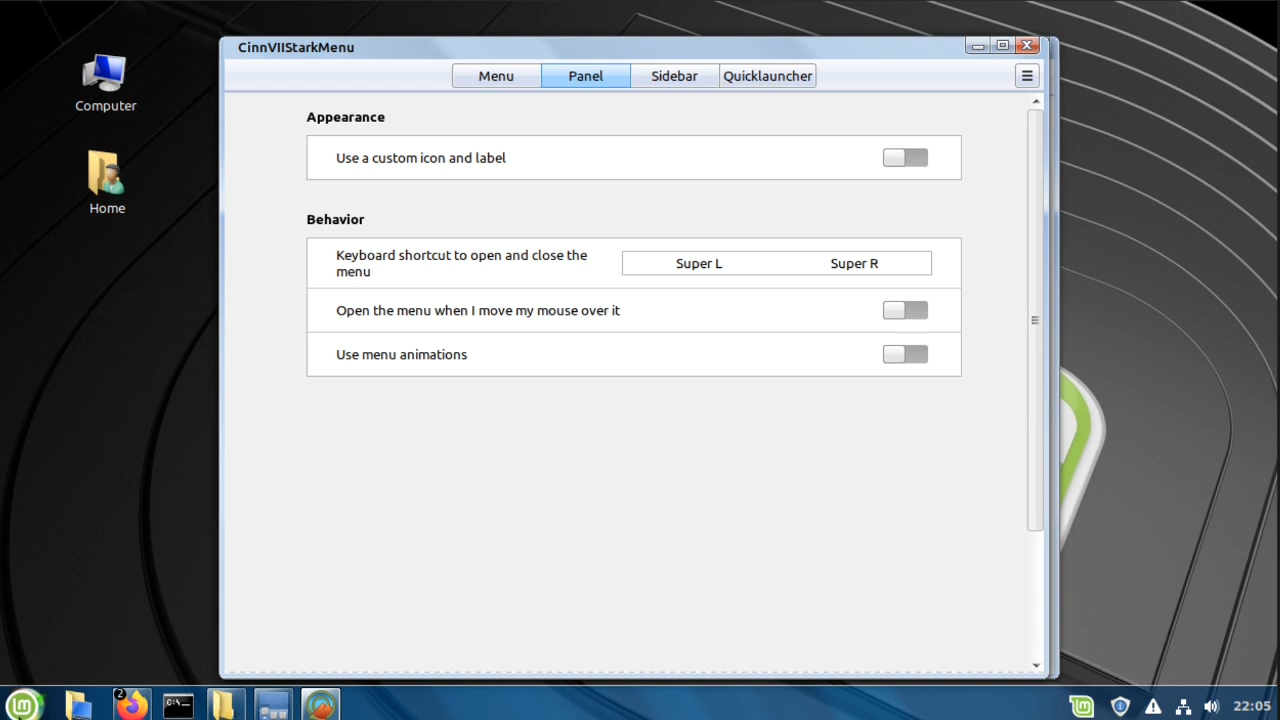 CinnVIIStarkMenu
Computer
Home
Menu
Panel
Sidebar
Quicklauncher
Appearance
Use a custom icon and label
Behavior
Keyboard shortcut to open and close the
menu
Super L
Super R
Open the menu when I move my mouse over it
Use menu animations
2
C:\-
22:05